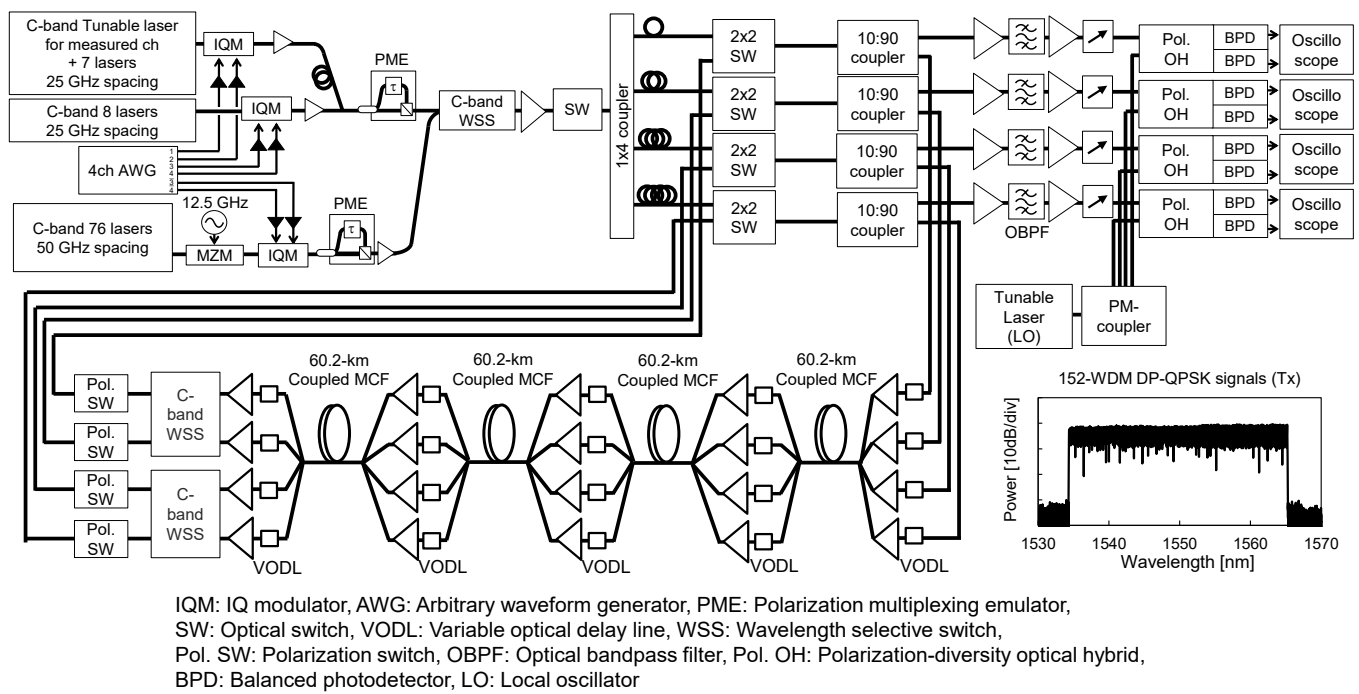 C-band Tunable laser
for measured ch
+ 7 lasers
25 GHz spacing
IQM
C-band 8 lasers
25 GHz spacing
IQM
4ch AWG
1
2
3
4
3
4
12.5 GHz
C-band 76 lasers
50 GHz spacing
MZM
IQM
PME
τ
PME
τ
C-band
WSS
SW
1x4 coupler
2x2
SW
2x2
SW
2x2
SW
2x2
SW
10:90
coupler
10:90
coupler
10:90
coupler
10:90
coupler
OBPF
Pol.
OH
BPD
BPD
Oscillo
scope
Pol.
OH
BPD
BPD
Oscillo
scope
Pol.
OH
BPD
BPD
Oscillo
scope
Pol.
OH
BPD
BPD
Oscillo
scope
Tunable
Laser
(LO)
PM-
coupler
60.2-km
Coupled MCF
60.2-km
Coupled MCF
60.2-km
Coupled MCF
60.2-km
Coupled MCF
Pol.
SW
Pol.
SW
Pol.
SW
Pol.
SW
C-
band
WSS
C-
band
WSS
VODL
VODL
VODL
VODL
VODL
152-WDM DP-QPSK signals (Tx)
Power [10dB/div]
1530 1540 1550 1560 1570
Wavelength [nm]
IQM: IQ modulator, AWG: Arbitrary waveform generator, PME: Polarization multiplexing emulator,
SW: Optical switch, VODL: Variable optical delay line, WSS: Wavelength selective switch,
Pol. SW: Polarization switch, OBPF: Optical bandpass filter, Pol. OH: Polarization-diversity optical hybrid,
BPD: Balanced photodetector, LO: Local oscillator